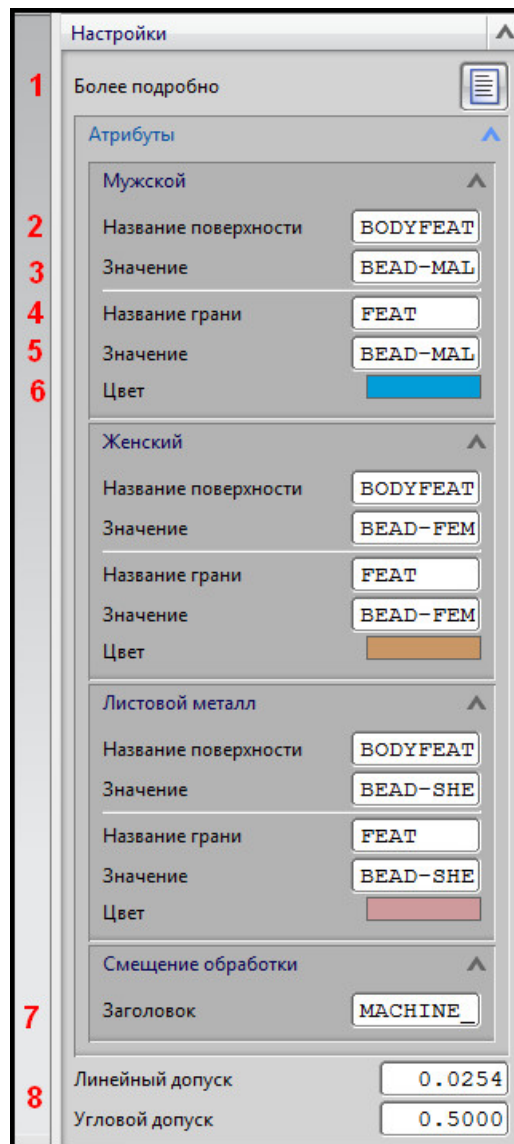 Настройки
1 Более подробно
Атрибуты
Мужской
2 Название поверхности BODYFEAT
3 Значение BEAD-MAL
4 Название грани FEAT
5 Значение BEAD-MAL
6 Цвет
Женский
Название поверхности BODYFEAT
Значение BEAD-FEM
Название грани FEAT
Значение BEAD-FEM
Цвет
Листовой металл
Название поверхности BODYFEAT
Значение BEAD-SHE
Название грани FEAT
Значение BEAD-SHE
Цвет
Смещение обработки
7 Заголовок MACHINE_
8
Линейный допуск 0.0254
Угловой допуск 0.5000